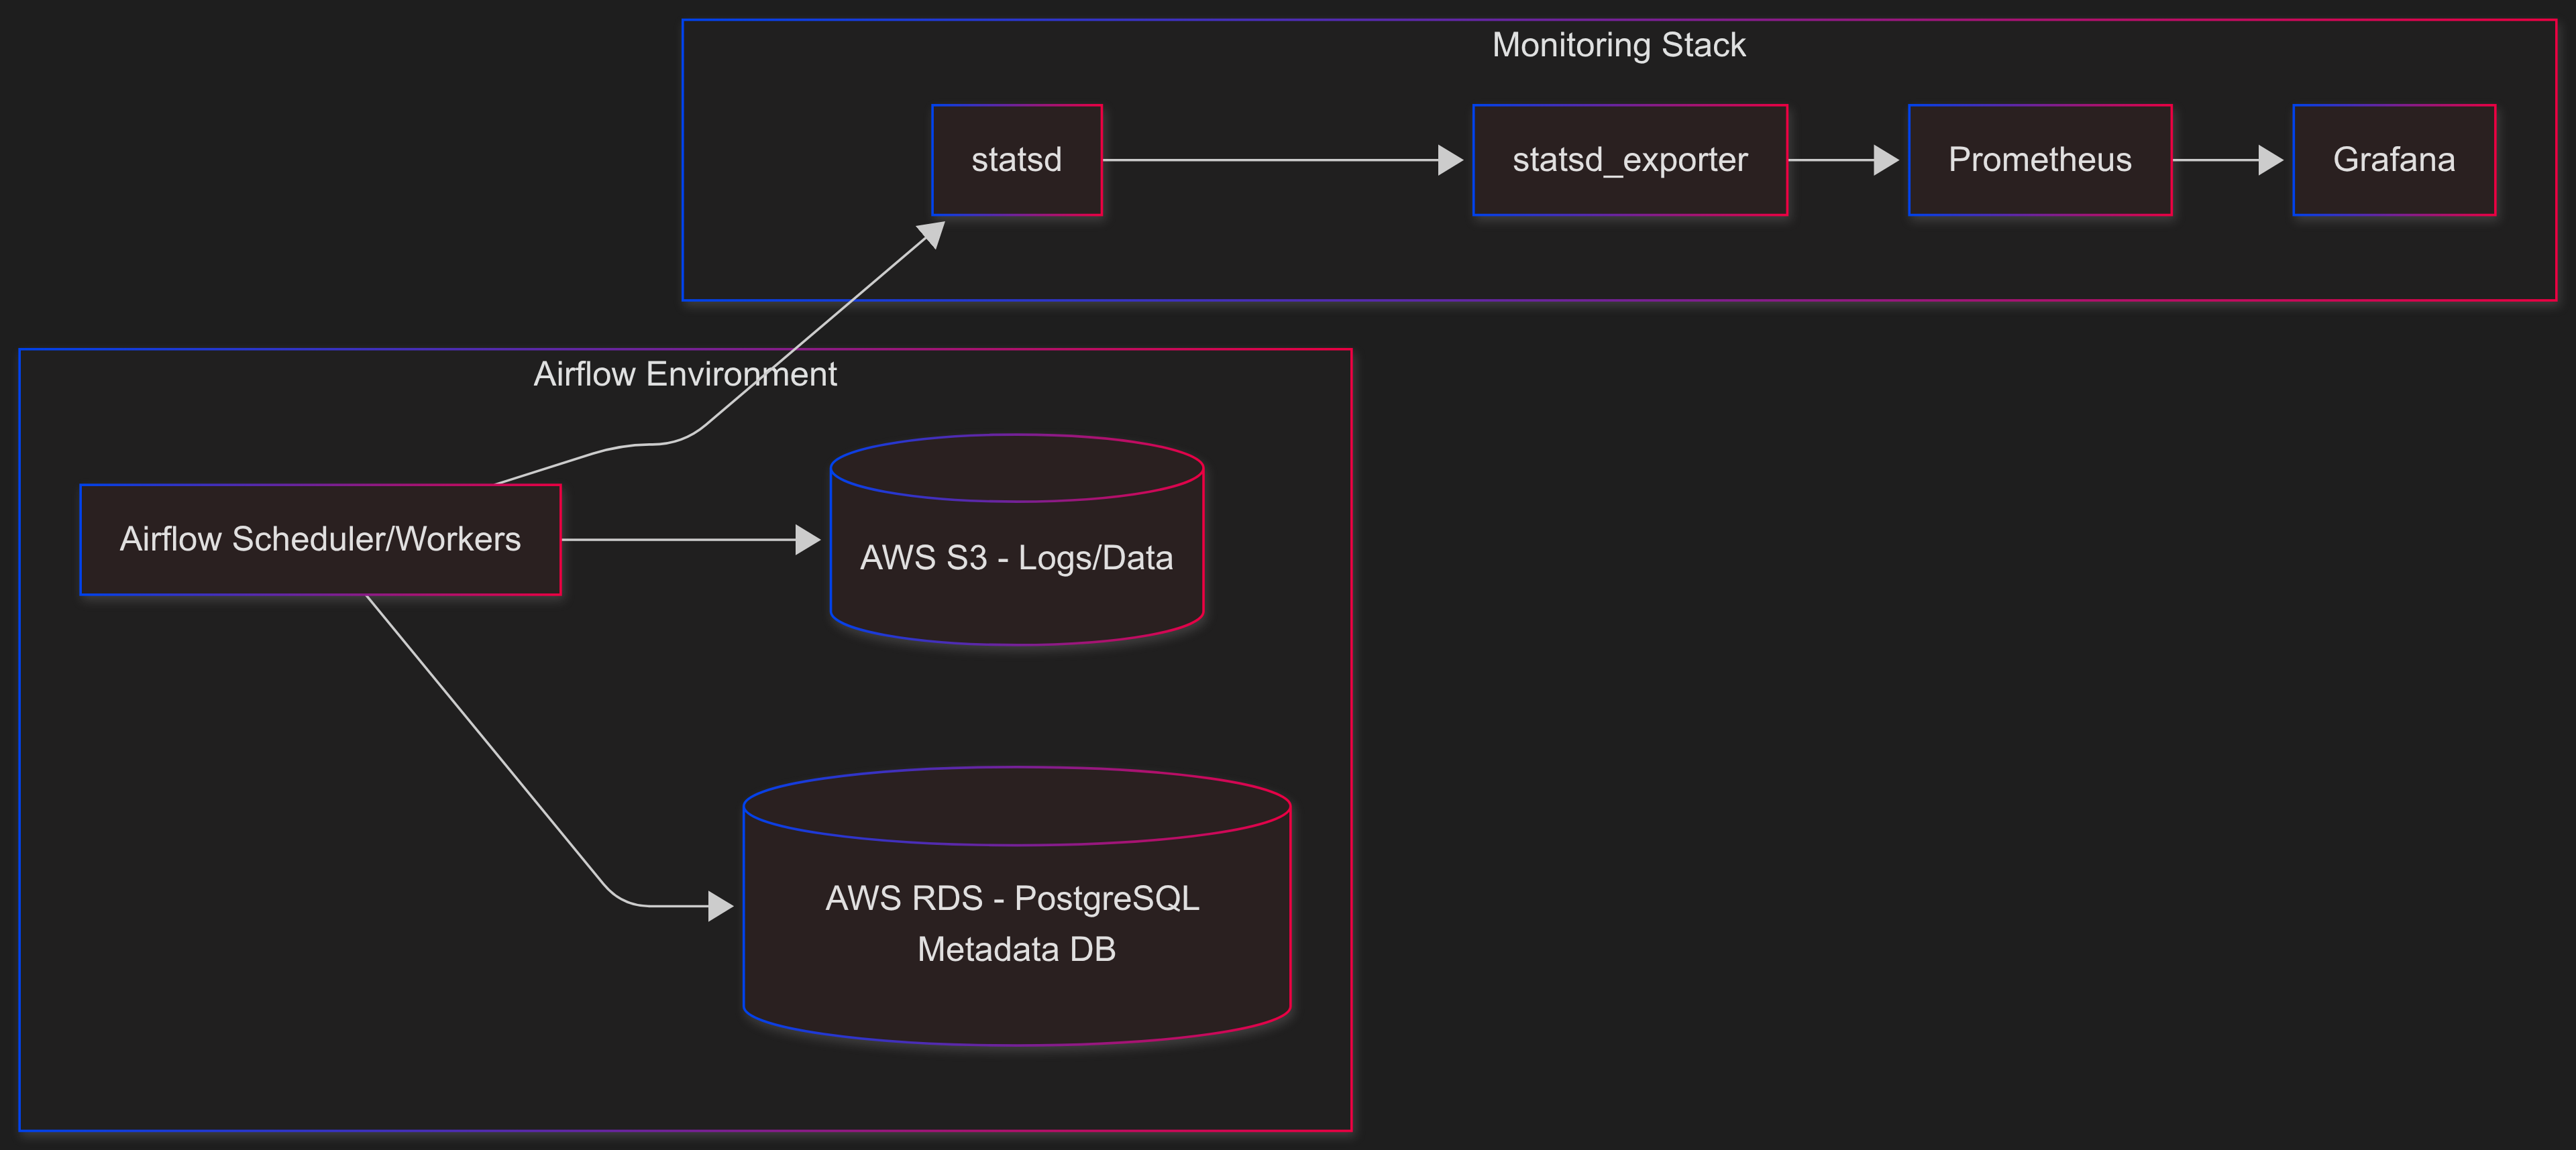 Monitoring Stack
statsd
statsd_exporter
Prometheus
Grafana
Airflow Environment
Airflow Scheduler/Workers
AWS S3 - Logs/Data
AWS RDS - PostgreSQL
Metadata DB